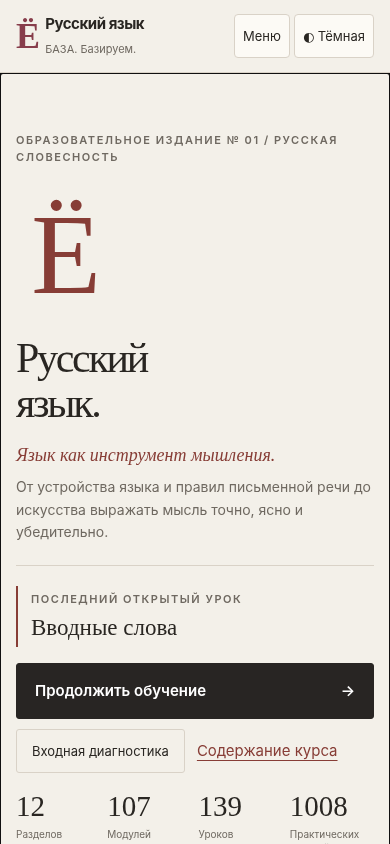 Ё Русский язык
БАЗА. Базируем.
Меню
◐ Тёмная
ОБРАЗОВАТЕЛЬНОЕ ИЗДАНИЕ № 01 / РУССКАЯ
СЛОВЕСНОСТЬ
Ё
Русский
язык.
Язык как инструмент мышления.
От устройства языка и правил письменной речи до
искусства выражать мысль точно, ясно и
убедительно.
ПОСЛЕДНИЙ ОТКРЫТЫЙ УРОК
Вводные слова
Продолжить обучение →
Входная диагностика
Содержание курса
12 107 139 1008
Разделов Модулей Уроков Практических